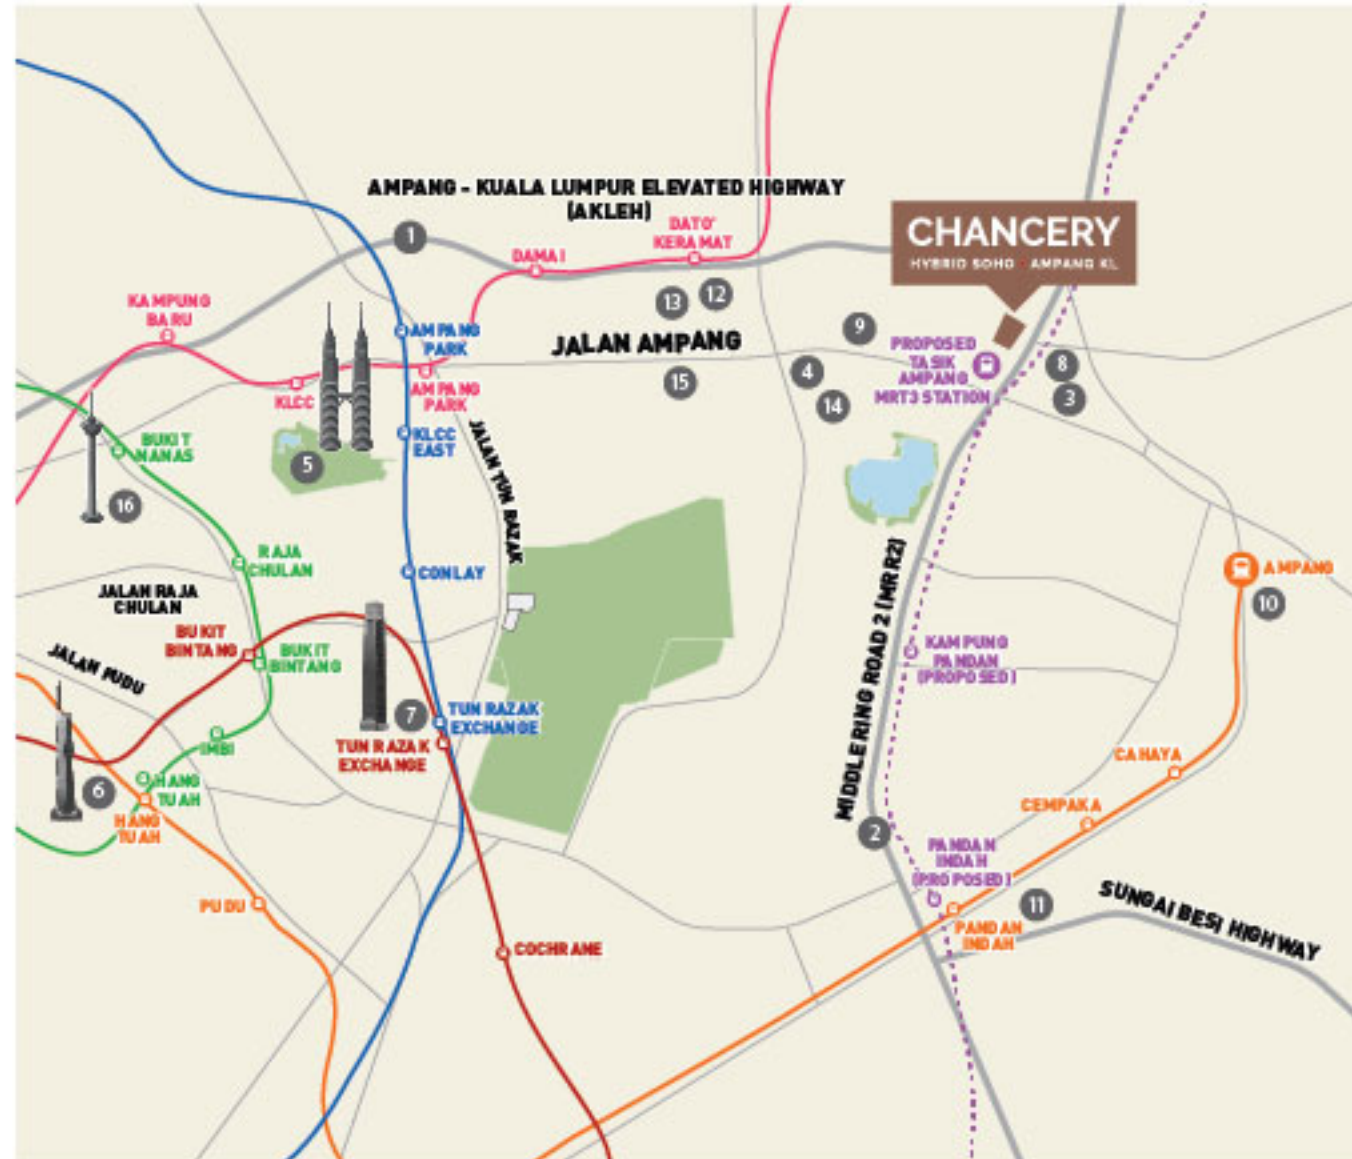 AMPANG - KUALA LUMPUR ELEVATED HIGHWAY
(AKLEH)
1
DATO'
KERAMAT
DAMAI
CHANCERY
HYBRID SOHO · AMPANG KL
KAMPUNG
BARU
13
12
AMPANG
PARK
JALAN AMPANG
9
PROPOSED
TASIK
AMPANG
MRT3 STATION
8
3
4
14
15
KLCC
AMPANG
PARK
KLCC
EAST
JALAN TUN RAZAK
BUKIT
NANAS
5
16
RAJA
CHULAN
CONLAY
JALAN RAJA
CHULAN
BUKIT
BINTANG
BUKIT
BINTANG
JALAN PUDU
MIDDLE RING ROAD 2 (MRR2)
AMPANG
10
KAMPUNG
PANDAN
(PROPOSED)
7
TUN RAZAK
EXCHANGE
TUN RAZAK
EXCHANGE
IMBI
HANG
TUAH
6
HANG
TUAH
CAHAYA
CEMPAKA
2
PANDAN
INDAH
(PROPOSED)
PUDU
11
SUNGAI BESI HIGHWAY
PANDAN
INDAH
COCHRANE